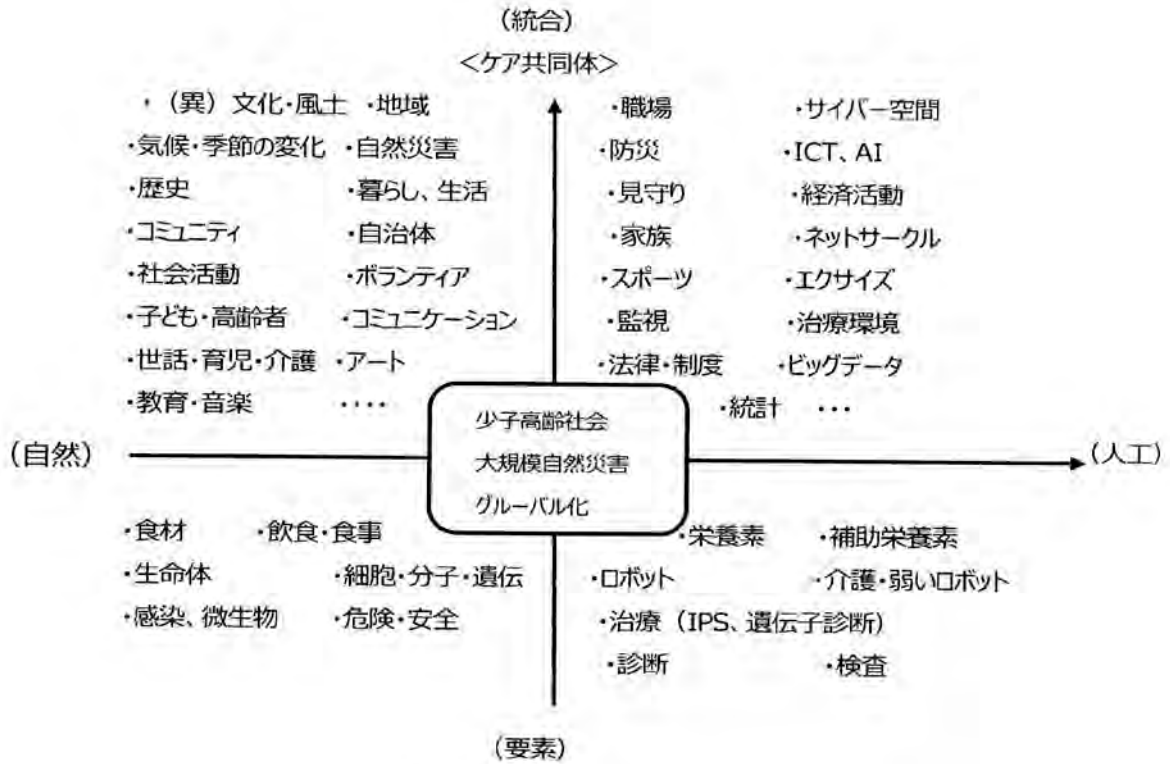 (統合)
<ケア共同体>
・(異)文化・風土 ・地域
・気候・季節の変化 ・自然災害
・歴史 ・暮らし、生活
・コミュニティ ・自治体
・社会活動 ・ボランティア
・子ども・高齢者 ・コミュニケーション
・世話・育児・介護 ・アート
・教育・音楽 ・・・・
・職場 ・サイバー空間
・防災 ・ICT、AI
・見守り ・経済活動
・家族 ・ネットサークル
・スポーツ ・エクサイズ
・監視 ・治療環境
・法律・制度 ・ビッグデータ
・統計 ・・・
少子高齢社会
大規模自然災害
グルーバル化
(自然)
(人工)
・食材 ・飲食・食事
・生命体 ・細胞・分子・遺伝
・感染、微生物 ・危険・安全
・栄養素 ・補助栄養素
・ロボット ・介護・弱いロボット
・治療(IPS、遺伝子診断)
・診断 ・検査
(要素)